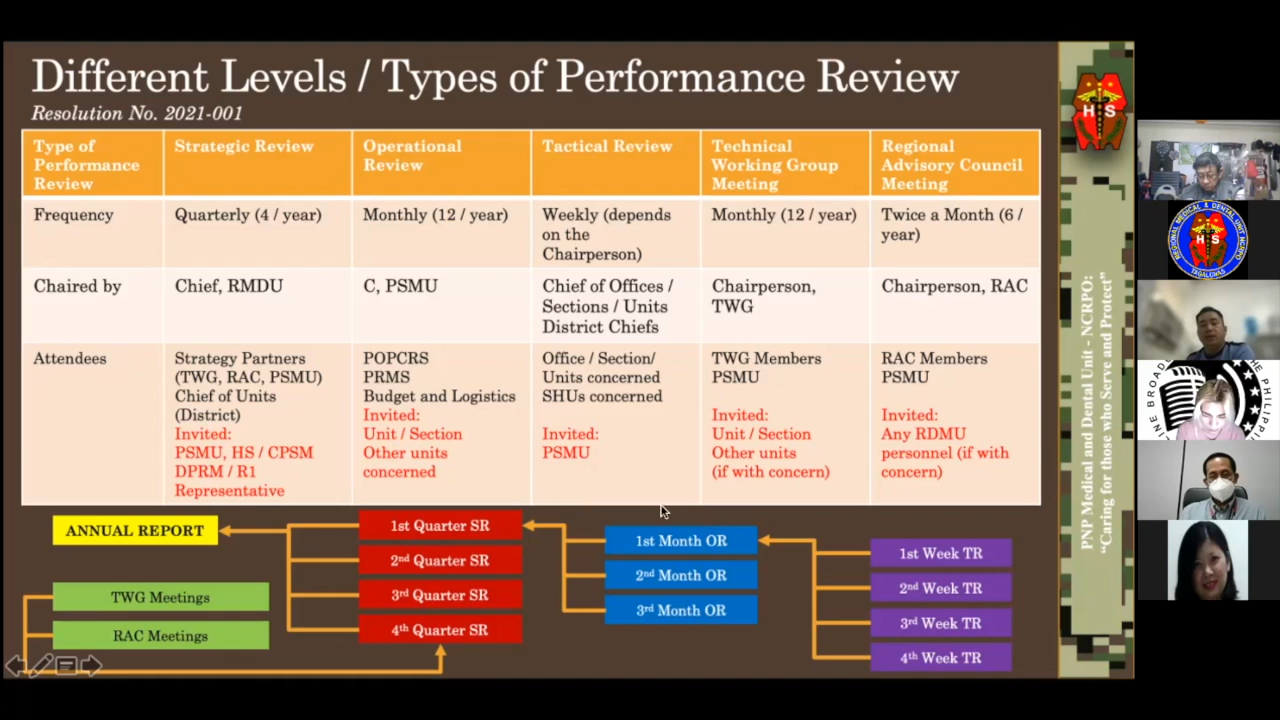 Different Levels / Types of Performance Review
Resolution No. 2021-001
Type of
Performance
Review
Strategic Review
Operational
Review
Tactical Review
Technical
Working Group
Meeting
Regional
Advisory Council
Meeting
Frequency
Quarterly (4 / year)
Monthly (12 / year)
Weekly (depends
on the
Chairperson)
Monthly (12 / year)
Twice a Month (6 /
year)
Chaired by
Chief, RMDU
C, PSMU
Chief of Offices /
Sections / Units
District Chiefs
Chairperson,
TWG
Chairperson, RAC
Attendees
Strategy Partners
(TWG, RAC, PSMU)
Chief of Units
(District)
Invited:
PSMU, HS / CPSM
DPRM / R1
Representative
POPCRS
PRMS
Budget and Logistics
Invited:
Unit / Section
Other units
concerned
Office / Section/
Units concerned
SHUs concerned
Invited:
PSMU
TWG Members
PSMU
Invited:
Unit / Section
Other units
(if with concern)
RAC Members
PSMU
Invited:
Any RDMU
personnel (if with
concern)
ANNUAL REPORT
TWG Meetings
RAC Meetings
1st Quarter SR
2nd Quarter SR
3rd Quarter SR
4th Quarter SR
1st Month OR
2nd Month OR
3rd Month OR
1st Week TR
2nd Week TR
3rd Week TR
4th Week TR
H S
PNP Medical and Dental Unit - NCRPO:
"Caring for those who Serve and Protect"
REGIONAL MEDICAL & DENTAL UNIT NCRPO
H S
TAGALOHAS